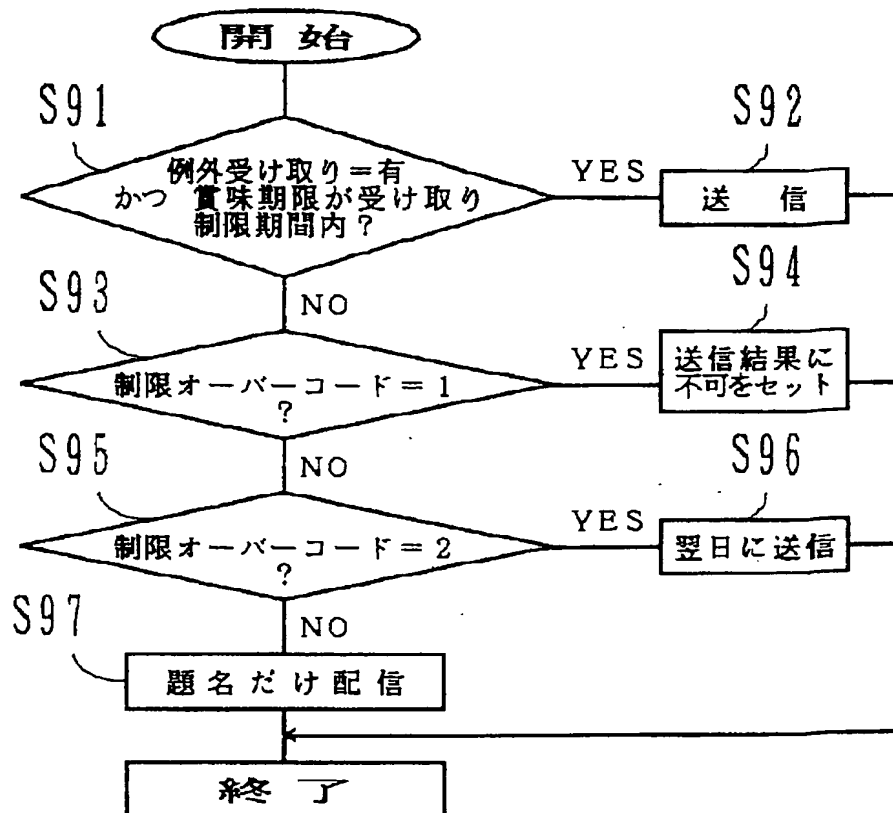 開 始
S91
例外受け取り＝有
かつ 賞味期限が受け取り
制限期間内？
YES
S92
送 信
NO
S93
制限オーバーコード＝1
？
YES
S94
送信結果に
不可をセット
NO
S95
制限オーバーコード＝2
？
YES
S96
翌日に送信
NO
S97
題名だけ配信
終 了